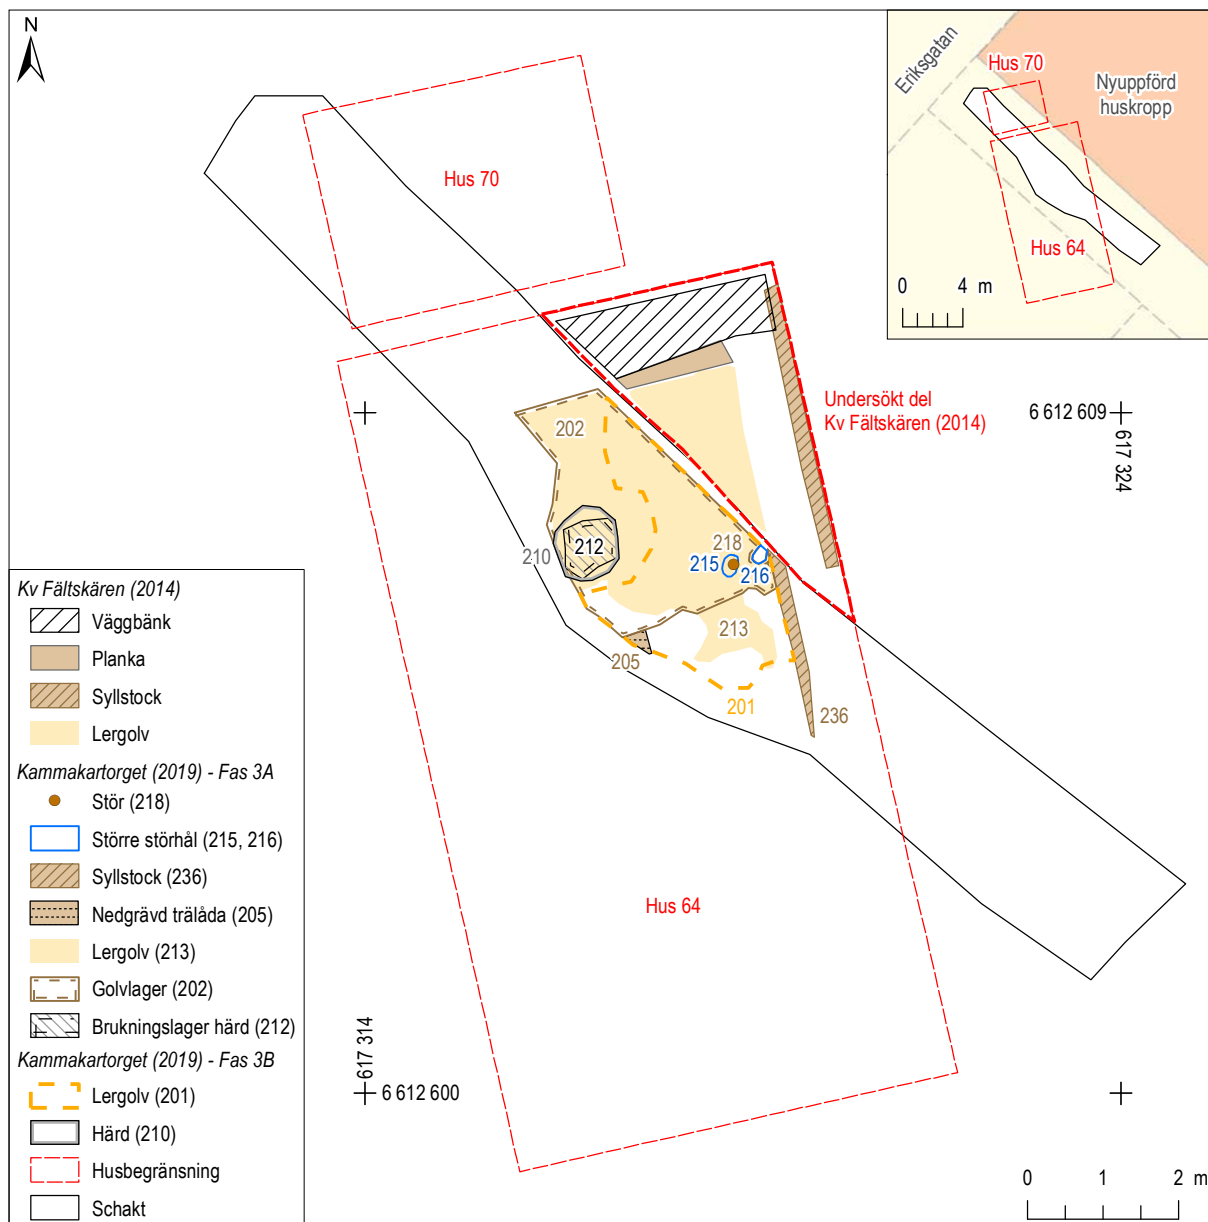 N
Eriksgatan
Hus 70
Nyuppförd
huskropp
Hus 64
0 4 m
Hus 70
Undersökt del
Kv Fältskären (2014)
6 612 609
617 324
202
210
212
218
215
216
213
205
201
236
Hus 64
617 314
6 612 600
Kv Fältskären (2014)
Väggbänk
Planka
Syllstock
Lergolv
Kammakartorget (2019) - Fas 3A
Stör (218)
Större störhål (215, 216)
Syllstock (236)
Nedgrävd trälåda (205)
Lergolv (213)
Golvlager (202)
Brukningslager härd (212)
Kammakartorget (2019) - Fas 3B
Lergolv (201)
Härd (210)
Husbegränsning
Schakt
0 1 2 m